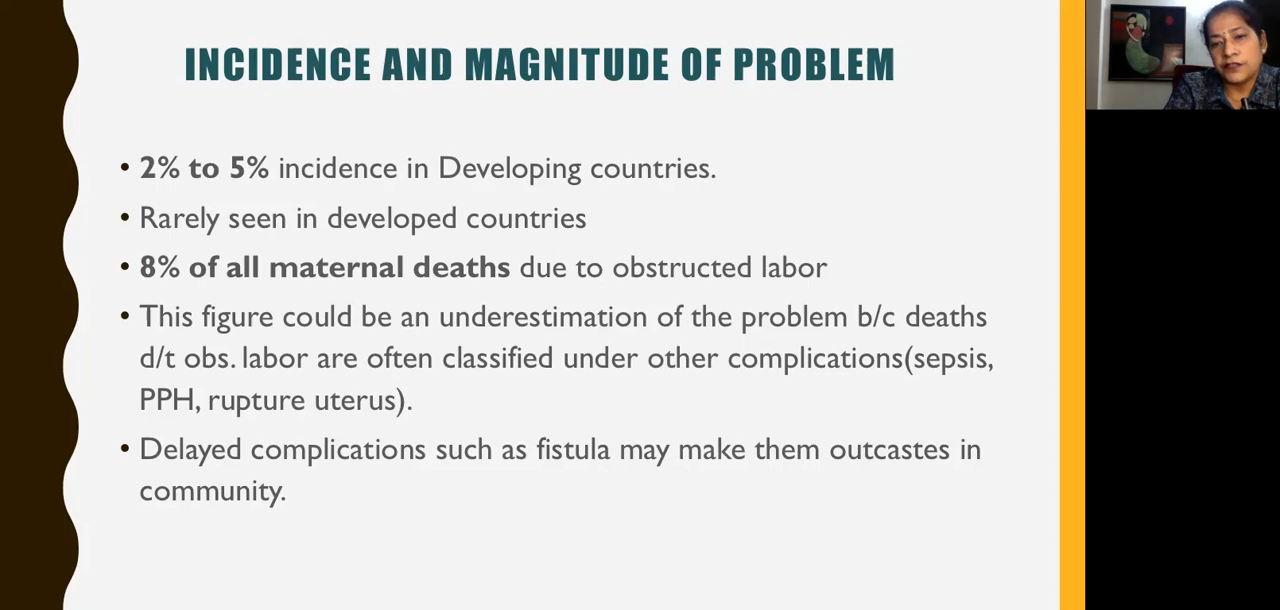 INCIDENCE AND MAGNITUDE OF PROBLEM
• 2% to 5% incidence in Developing countries.
• Rarely seen in developed countries
• 8% of all maternal deaths due to obstructed labor
• This figure could be an underestimation of the problem b/c deaths
d/t obs. labor are often classified under other complications(sepsis,
PPH, rupture uterus).
• Delayed complications such as fistula may make them outcastes in
community.